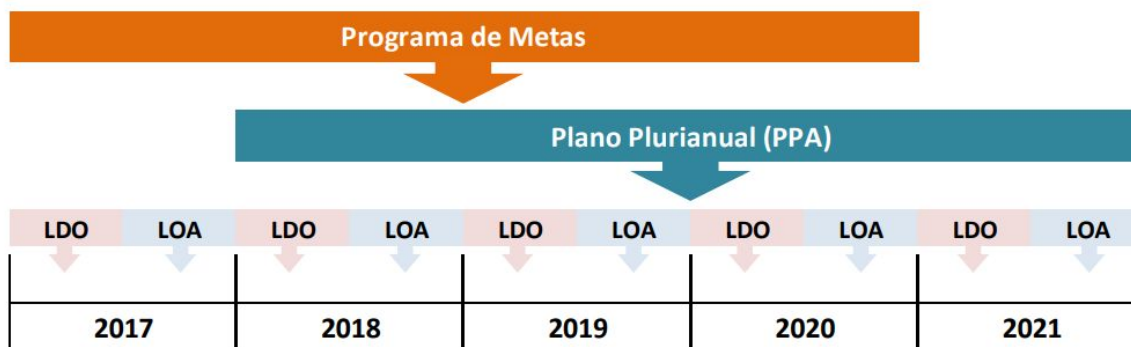 Programa de Metas
Plano Plurianual (PPA)
LDO LOA LDO LOA LDO LOA LDO LOA LDO LOA
2017 2018 2019 2020 2021